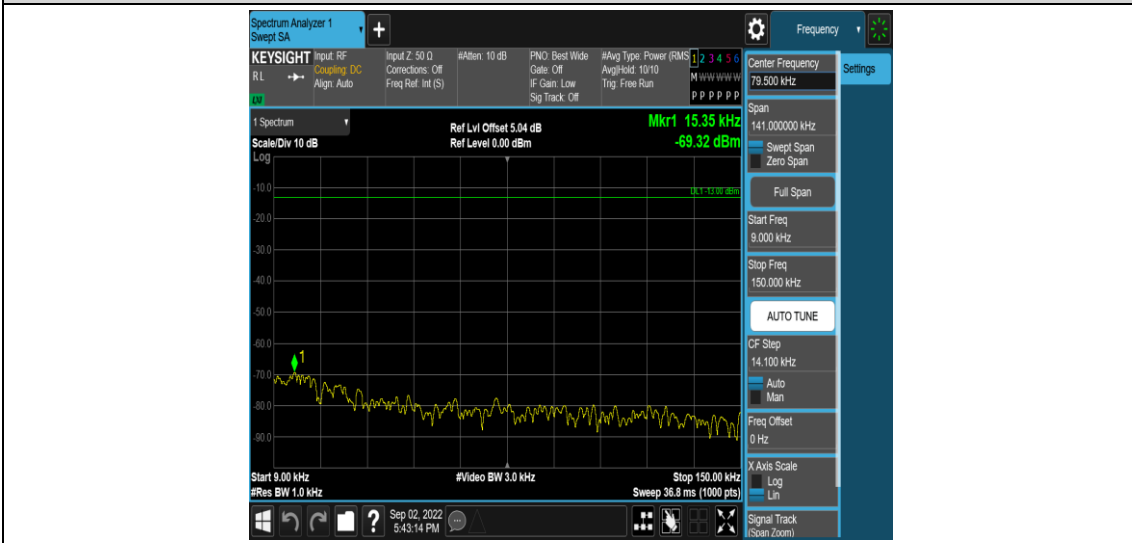 Spectrum Analyzer 1
Swept SA
+
Frequency
KEYSIGHT
RL
LNI
Input: RF
Coupling: DC
Align: Auto
Input Z: 50 Ω
Corrections: Off
Freq Ref: Int (S)
#Atten: 10 dB
PNO: Best Wide
Gate: Off
IF Gain: Low
Sig Track: Off
#Avg Type: Power (RMS
Avg|Hold: 10/10
Trig: Free Run
1 2 3 4 5 6
M W W W W W
P P P P P P
1 Spectrum
Scale/Div 10 dB
Log
Ref Lvl Offset 5.04 dB
Ref Level 0.00 dBm
Mkr1 15.35 kHz
-69.32 dBm
DL1 -13.00 dBm
-10.0
-20.0
-30.0
-40.0
-50.0
-60.0
-70.0
-80.0
-90.0
1
Start 9.00 kHz
#Res BW 1.0 kHz
#Video BW 3.0 kHz
Stop 150.00 kHz
Sweep 36.8 ms (1000 pts)
?
Sep 02, 2022
5:43:14 PM
Center Frequency
79.500 kHz
Span
141.000000 kHz
Swept Span
Zero Span
Full Span
Start Freq
9.000 kHz
Stop Freq
150.000 kHz
AUTO TUNE
CF Step
14.100 kHz
Auto
Man
Freq Offset
0 Hz
X Axis Scale
Log
Lin
Signal Track
(Span Zoom)
Settings